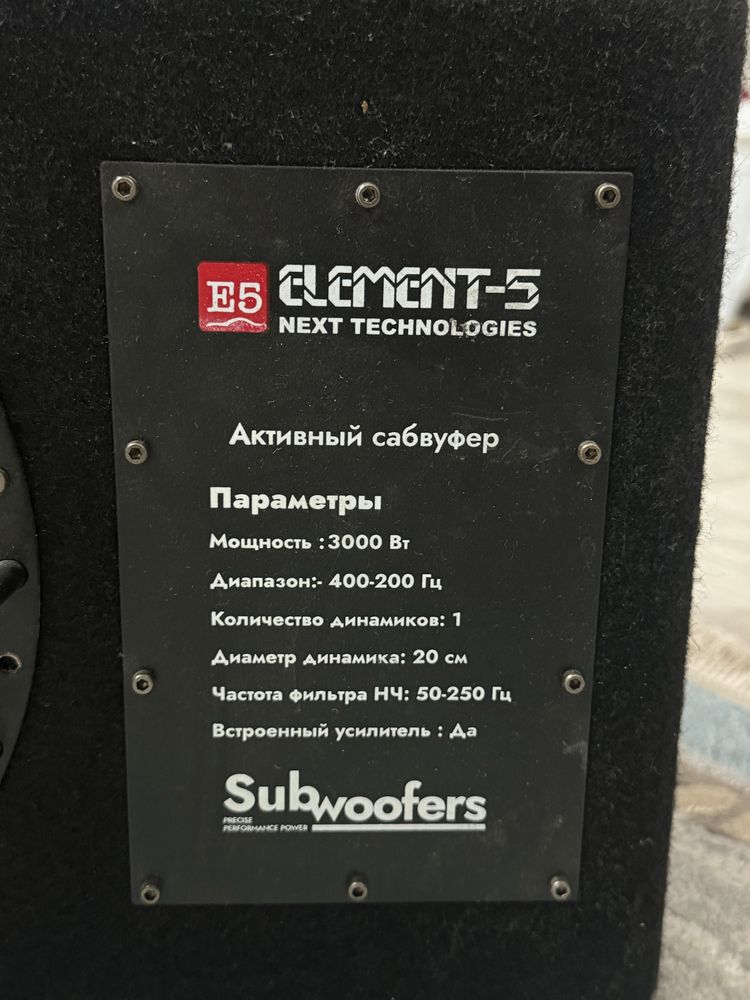 E5 ELEMENT-5
NEXT TECHNOLOGIES
Активный сабвуфер
Параметры
Мощность :3000 Вт
Диапазон:- 400-200 Гц
Количество динамиков: 1
Диаметр динамика: 20 см
Частота фильтра НЧ: 50-250 Гц
Встроенный усилитель : Да
Subwoofers
PRECISE
PERFORMANCE POWER